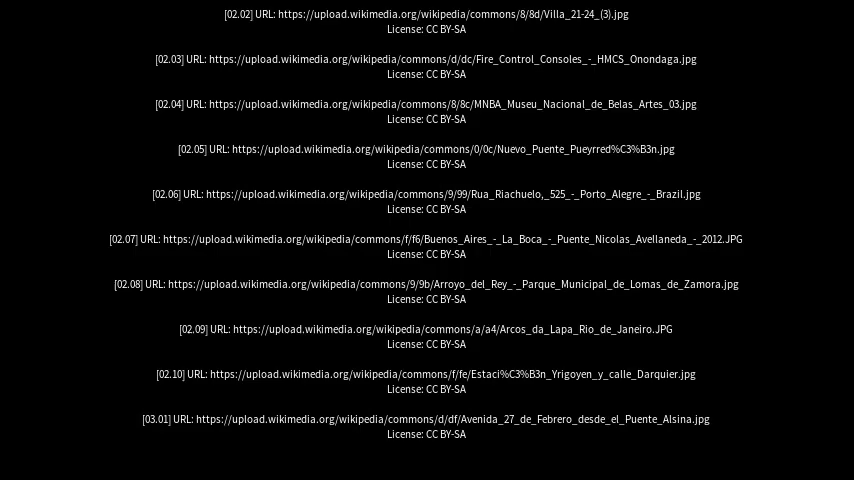 [02.02] URL: https://upload.wikimedia.org/wikipedia/commons/8/8d/Villa_21-24_(3).jpg
License: CC BY-SA
[02.03] URL: https://upload.wikimedia.org/wikipedia/commons/d/dc/Fire_Control_Consoles_-_HMCS_Onondaga.jpg
License: CC BY-SA
[02.04] URL: https://upload.wikimedia.org/wikipedia/commons/8/8c/MNBA_Museu_Nacional_de_Belas_Artes_03.jpg
License: CC BY-SA
[02.05] URL: https://upload.wikimedia.org/wikipedia/commons/0/0c/Nuevo_Puente_Pueyrred%C3%B3n.jpg
License: CC BY-SA
[02.06] URL: https://upload.wikimedia.org/wikipedia/commons/9/99/Rua_Riachuelo,_525_-_Porto_Alegre_-_Brazil.jpg
License: CC BY-SA
[02.07] URL: https://upload.wikimedia.org/wikipedia/commons/f/f6/Buenos_Aires_-_La_Boca_-_Puente_Nicolas_Avellaneda_-_2012.JPG
License: CC BY-SA
[02.08] URL: https://upload.wikimedia.org/wikipedia/commons/9/9b/Arroyo_del_Rey_-_Parque_Municipal_de_Lomas_de_Zamora.jpg
License: CC BY-SA
[02.09] URL: https://upload.wikimedia.org/wikipedia/commons/a/a4/Arcos_da_Lapa_Rio_de_Janeiro.JPG
License: CC BY-SA
[02.10] URL: https://upload.wikimedia.org/wikipedia/commons/f/fe/Estaci%C3%B3n_Yrigoyen_y_calle_Darquier.jpg
License: CC BY-SA
[03.01] URL: https://upload.wikimedia.org/wikipedia/commons/d/df/Avenida_27_de_Febrero_desde_el_Puente_Alsina.jpg
License: CC BY-SA